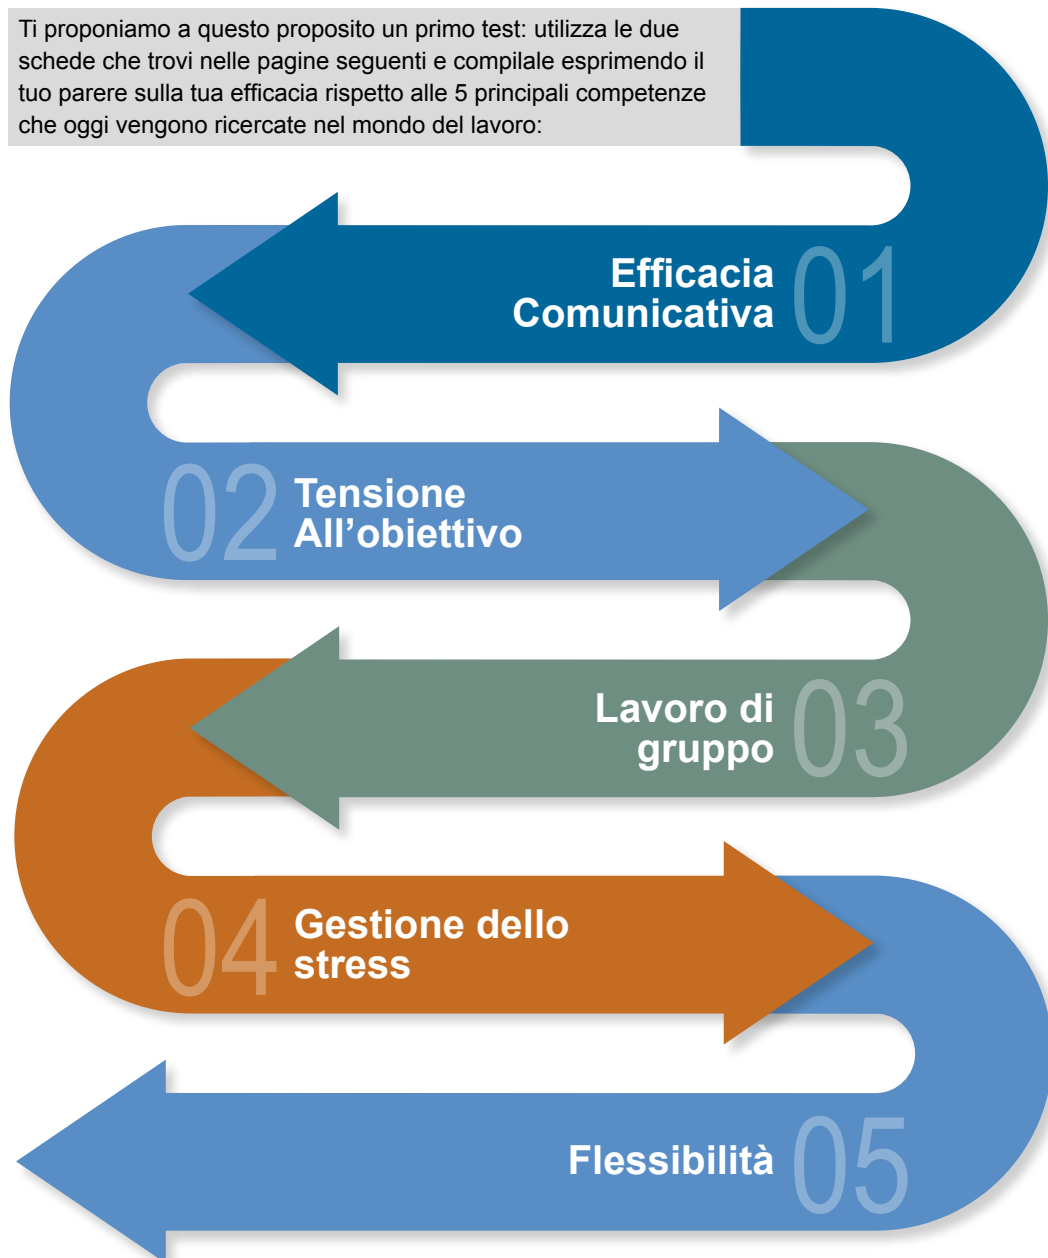 Ti proponiamo a questo proposito un primo test: utilizza le due
schede che trovi nelle pagine seguenti e compilale esprimendo il
tuo parere sulla tua efficacia rispetto alle 5 principali competenze
che oggi vengono ricercate nel mondo del lavoro:
Efficacia
Comunicativa
01
02
Tensione
All’obiettivo
Lavoro di
gruppo
03
04
Gestione dello
stress
Flessibilità
05